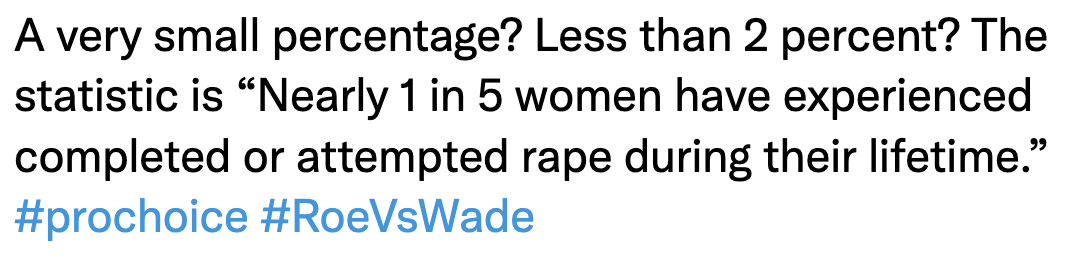 A very small percentage? Less than 2 percent? The
statistic is “Nearly 1 in 5 women have experienced
completed or attempted rape during their lifetime.”
#prochoice #RoeVsWade